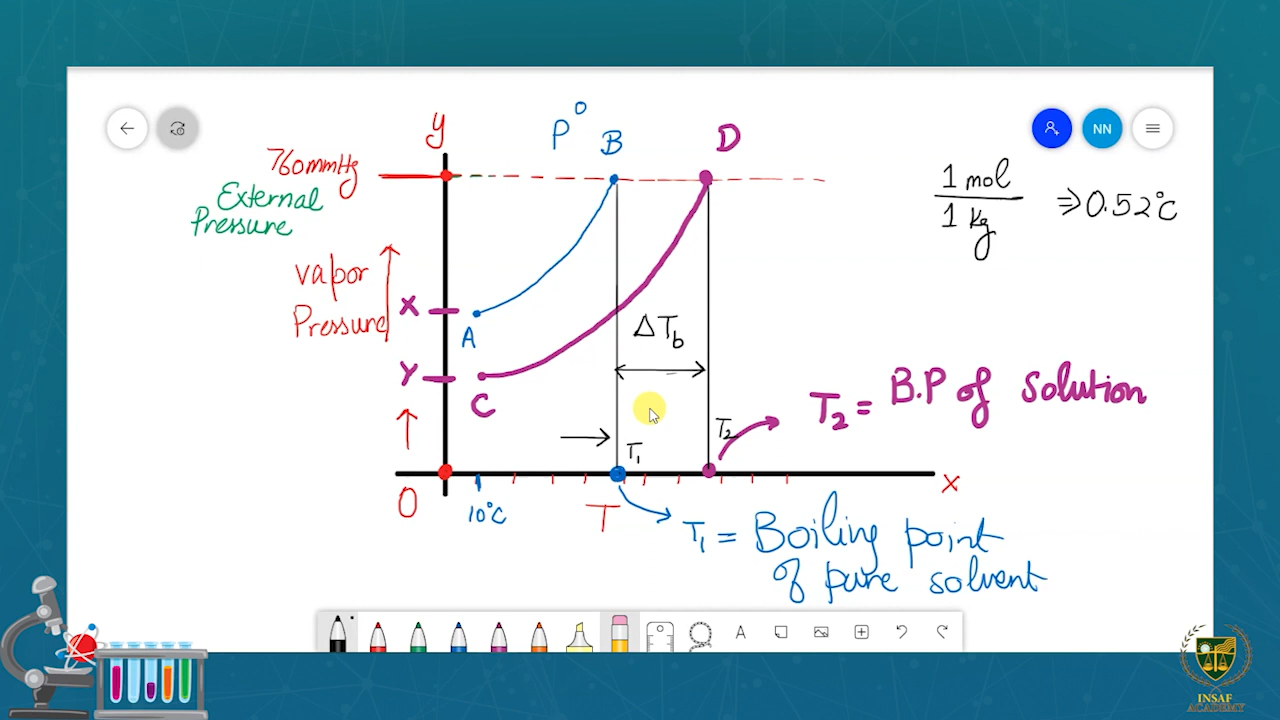 NN
y
P°
B
D
760mmHg
External
Pressure
1 mol
1 kg
⇒0.52°C
vapor
Pressure
X
A
ΔTb
Y
C
T2 = B.P of solution
T2
T1
O
10°C
T
x
T1 = Boiling point
of pure solvent
A
INSAF
ACADEMY